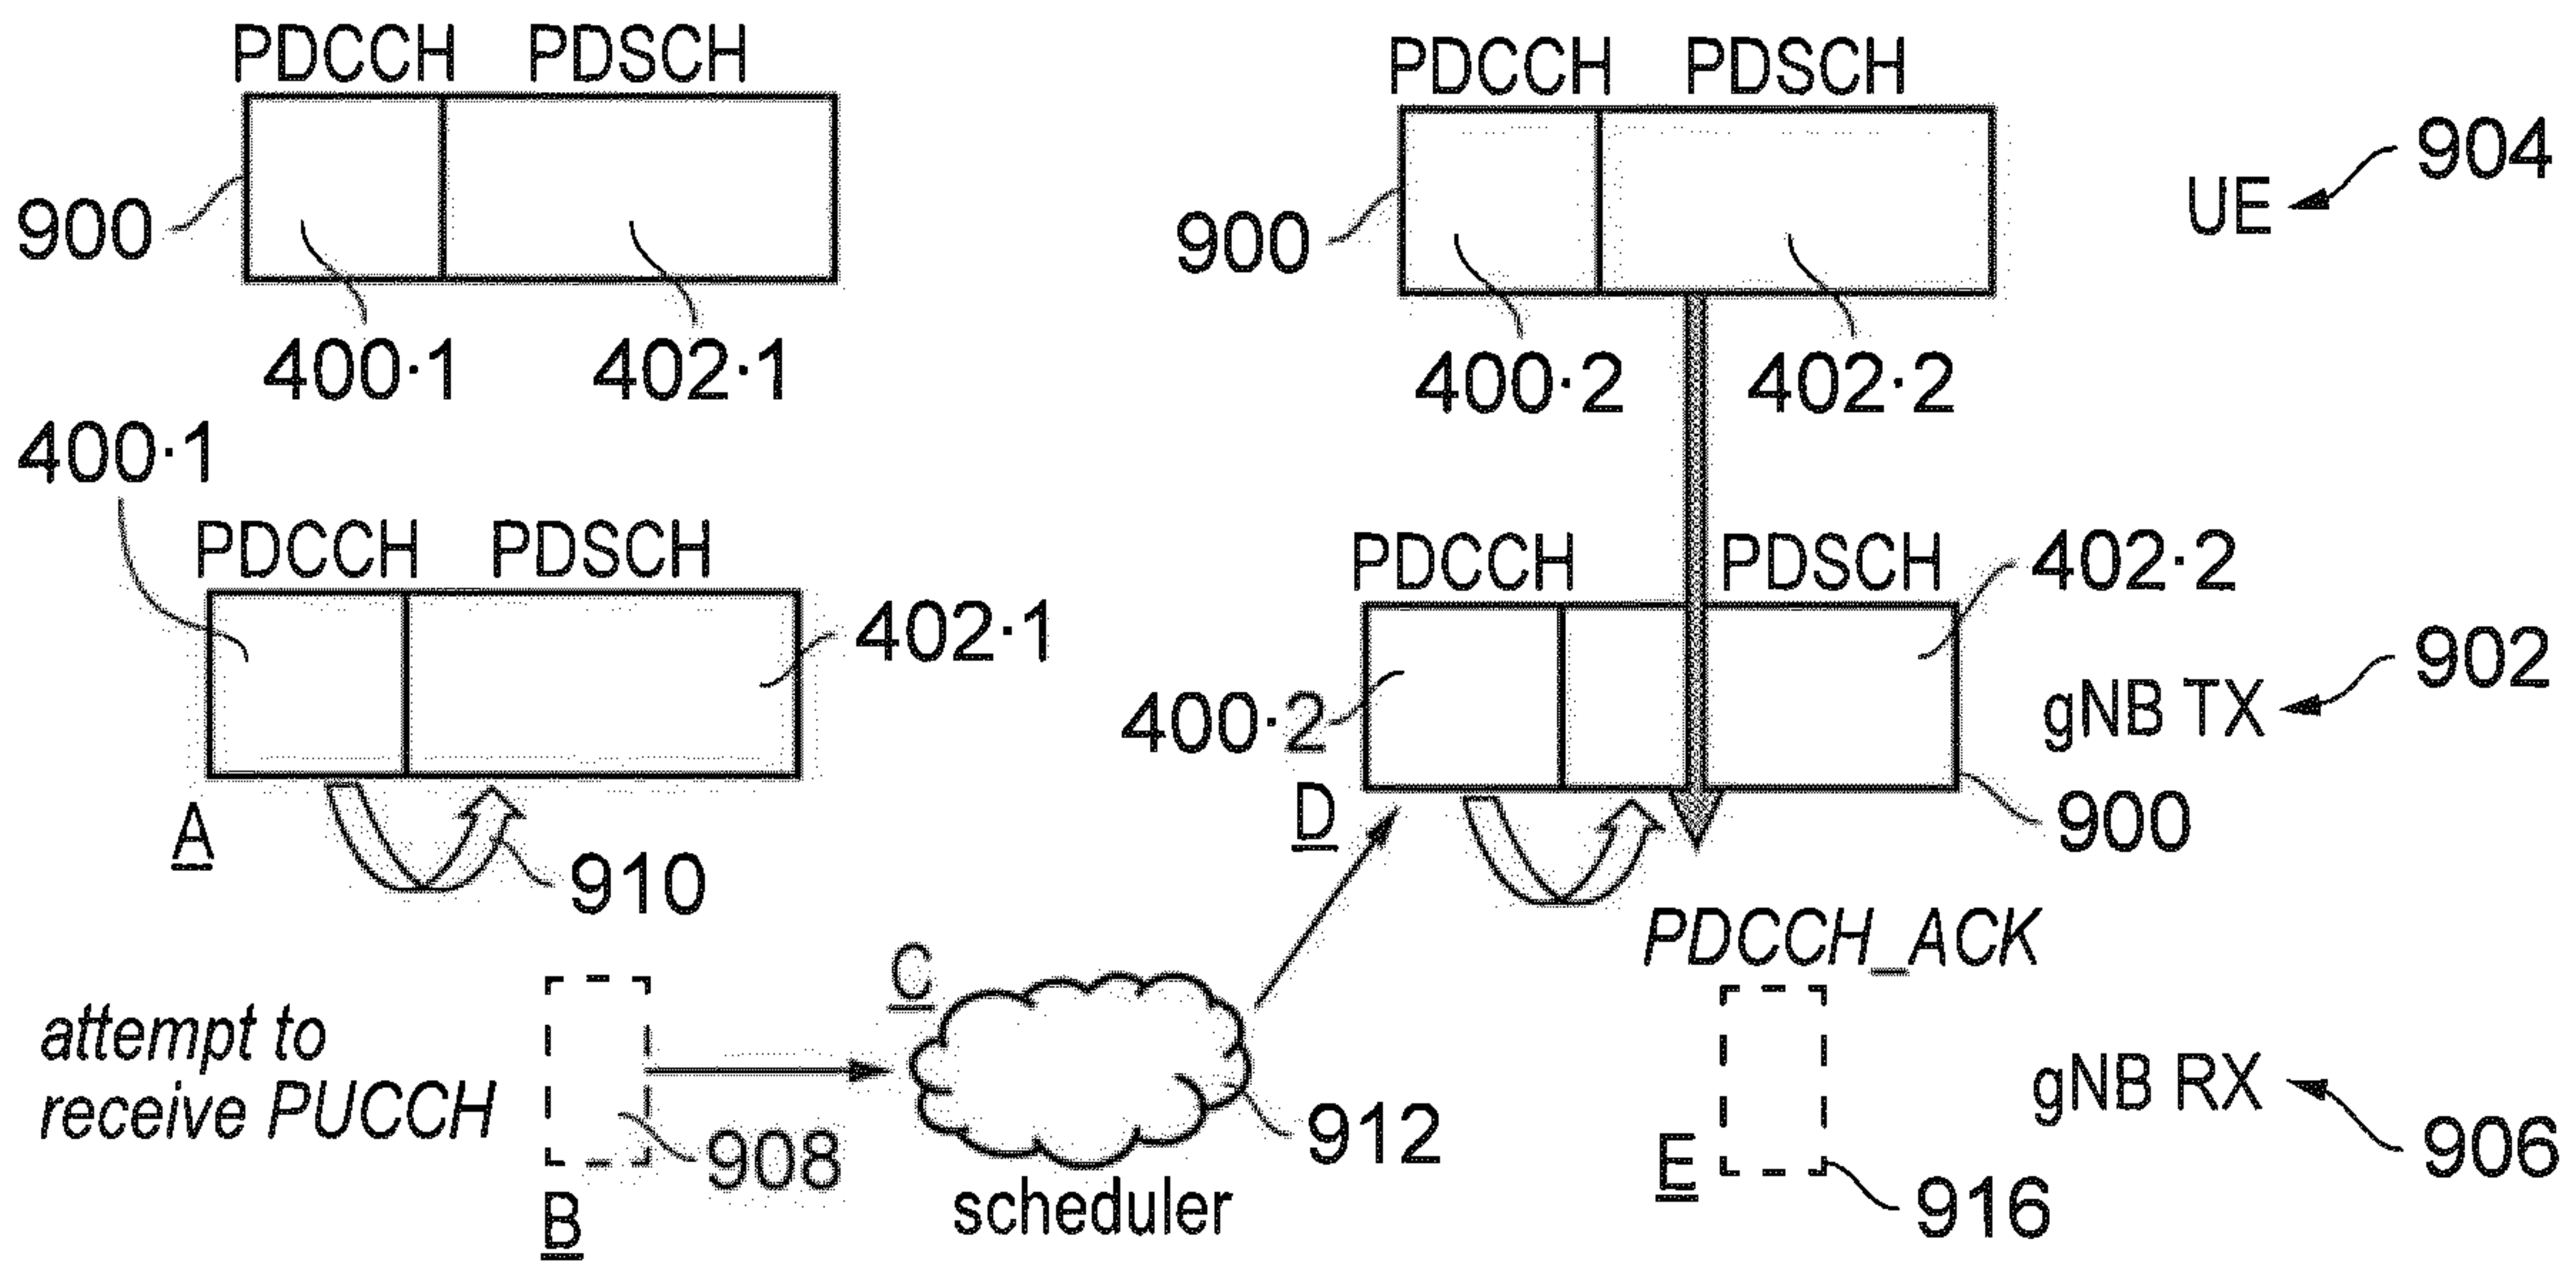 PDCCH PDSCH
PDCCH PDSCH
904
UE
900
900
400·1 402·1
400·2 402·2
400·1
PDCCH PDSCH
PDCCH PDSCH
402·2
402·1
902
gNB TX
400·2
900
A
D
910
PDCCH_ACK
C
attempt to
receive PUCCH
gNB RX
908
912
906
E
916
B
scheduler